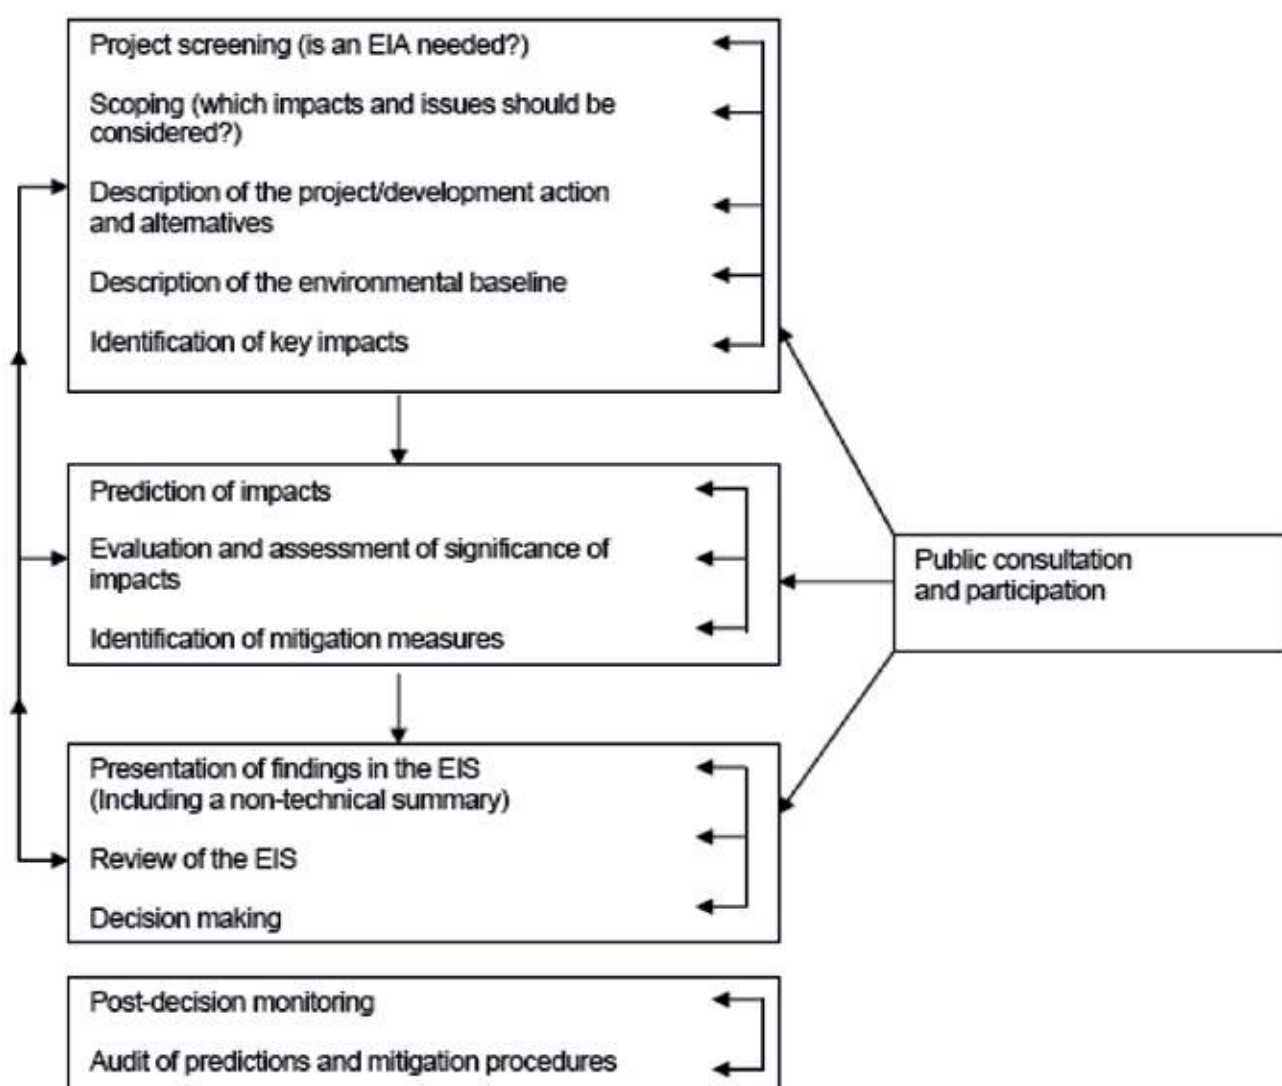 Project screening (is an EIA needed?)
Scoping (which impacts and issues should be
considered?)
Description of the project/development action
and alternatives
Description of the environmental baseline
Identification of key impacts
Prediction of impacts
Evaluation and assessment of significance of
impacts
Identification of mitigation measures
Public consultation
and participation
Presentation of findings in the EIS
(Including a non-technical summary)
Review of the EIS
Decision making
Post-decision monitoring
Audit of predictions and mitigation procedures